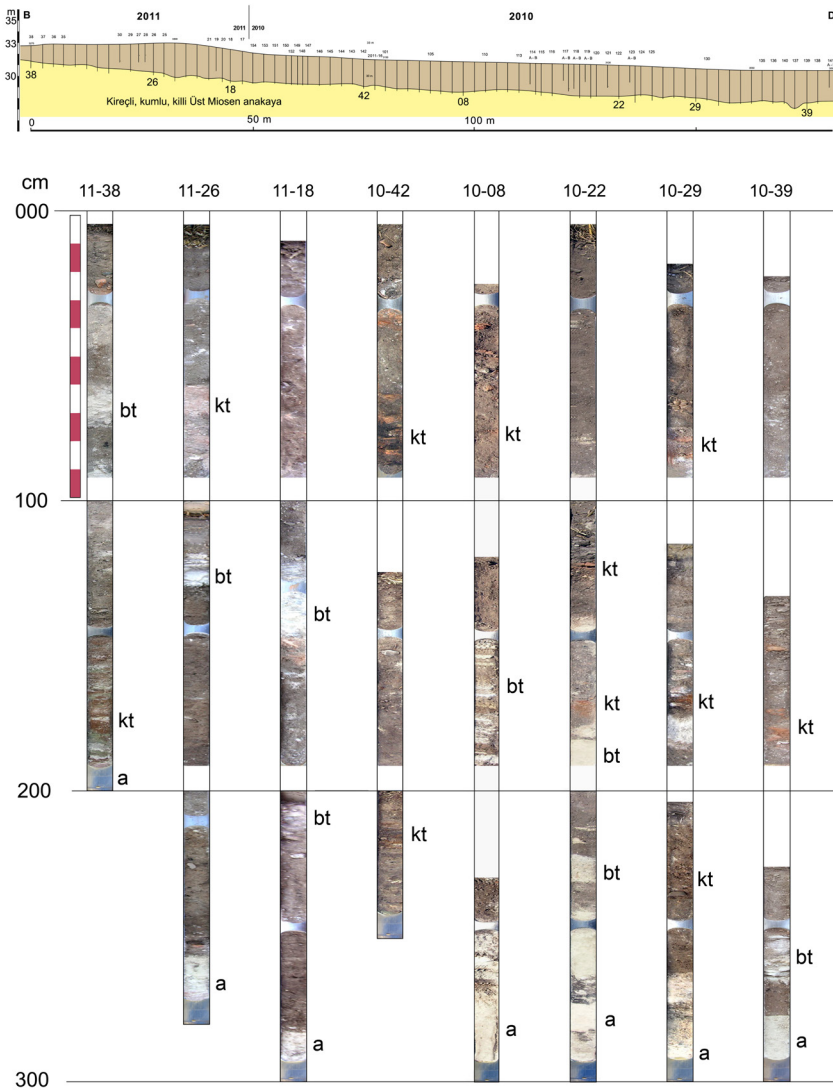 m
35
B
2011
2010
D
33
2011 2010
30
38
26
18
42
08
22
29
39
Kireçli, kumlu, killi Üst Miosen anakaya
0
50 m
100 m
cm
11-38 11-26 11-18 10-42 10-08 10-22 10-29 10-39
000
bt
kt
kt
kt
kt
100
kt
bt
bt
bt
kt
kt
kt
kt
bt
a
200
bt
kt
bt
kt
bt
a
a
a
a
a
a
300